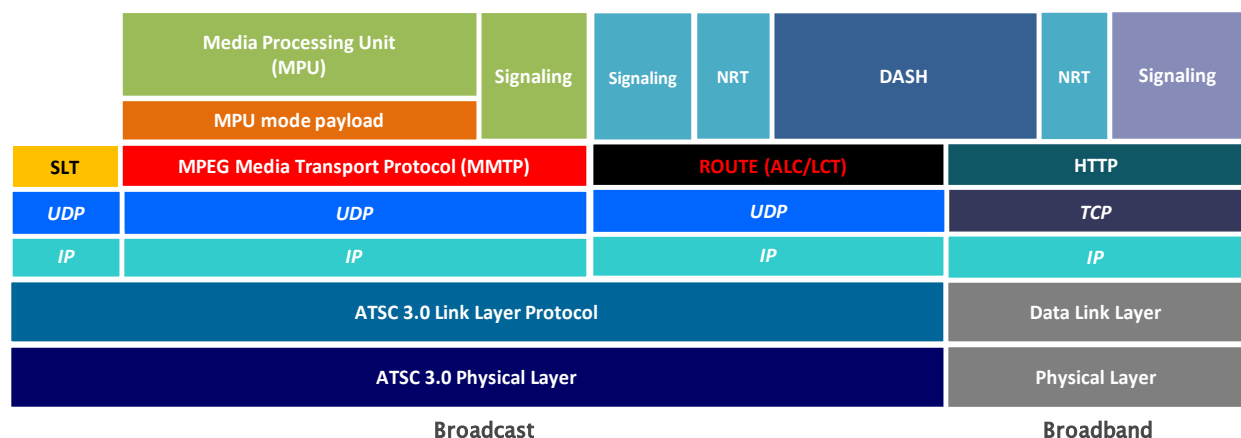 Media Processing Unit
(MPU)
Signaling
Signaling
NRT
DASH
NRT
Signaling
MPU mode payload
SLT
MPEG Media Transport Protocol (MMTP)
ROUTE (ALC/LCT)
HTTP
UDP
UDP
UDP
TCP
IP
IP
IP
IP
ATSC 3.0 Link Layer Protocol
Data Link Layer
ATSC 3.0 Physical Layer
Physical Layer
Broadcast
Broadband